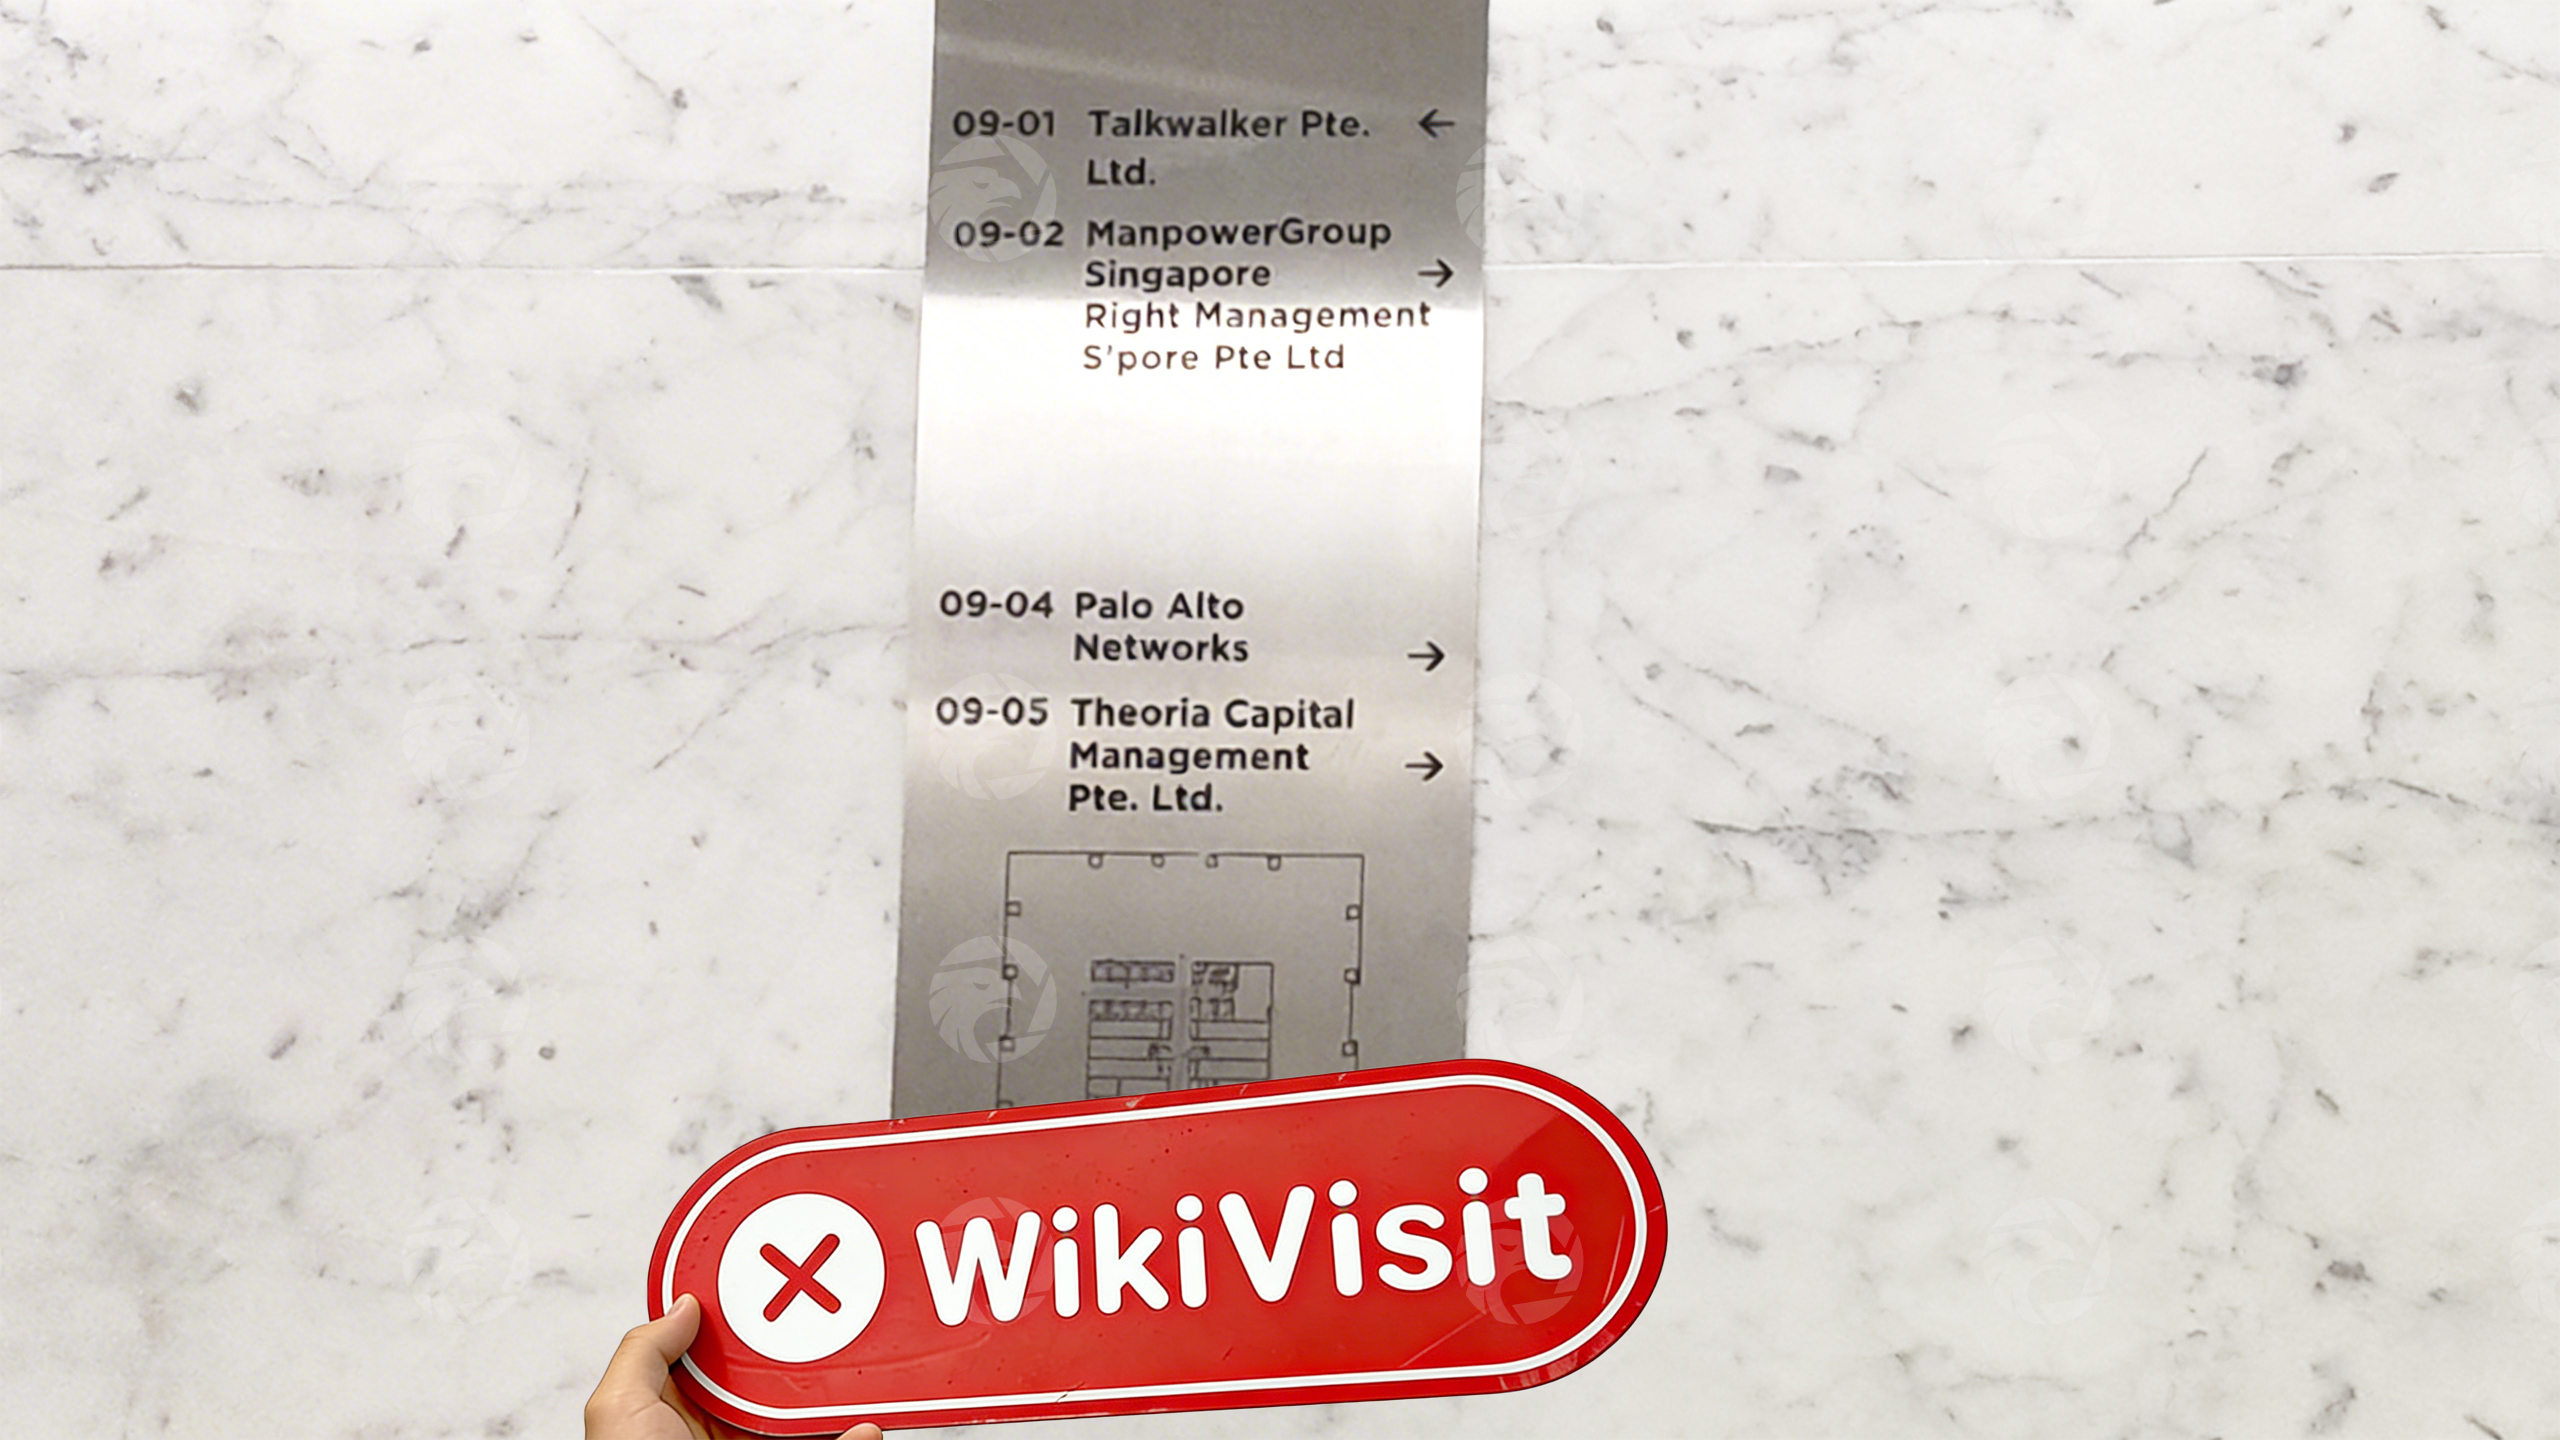 09-01 Talkwalker Pte. ←
Ltd.
09-02 ManpowerGroup
Singapore →
Right Management
S'pore Pte Ltd
09-04 Palo Alto
Networks →
09-05 Theoria Capital
Management →
Pte. Ltd.
WikiVisit